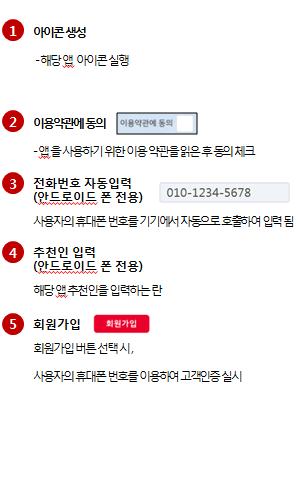 1 아이콘 생성
- 해당 앱 아이콘 실행
2 이용약관에 동의 이용약관에 동의
- 앱을 사용하기 위한 이용 약관을 읽은 후 동의 체크
3 전화번호 자동입력
(안드로이드 폰 전용) 010-1234-5678
사용자의 휴대폰 번호를 기기에서 자동으로 호출하여 입력 됨
4 추천인 입력
(안드로이드 폰 전용)
해당 앱 추천인을 입력하는 란
5 회원가입 회원가입
회원가입 버튼 선택 시,
사용자의 휴대폰 번호를 이용하여 고객인증 실시